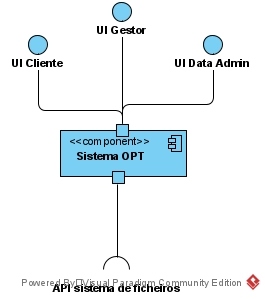 UI Gestor
UI Cliente
UI Data Admin
<<component>>
Sistema OPT
Powered By Visual Paradigm Community Edition
API sistema de ficheiros